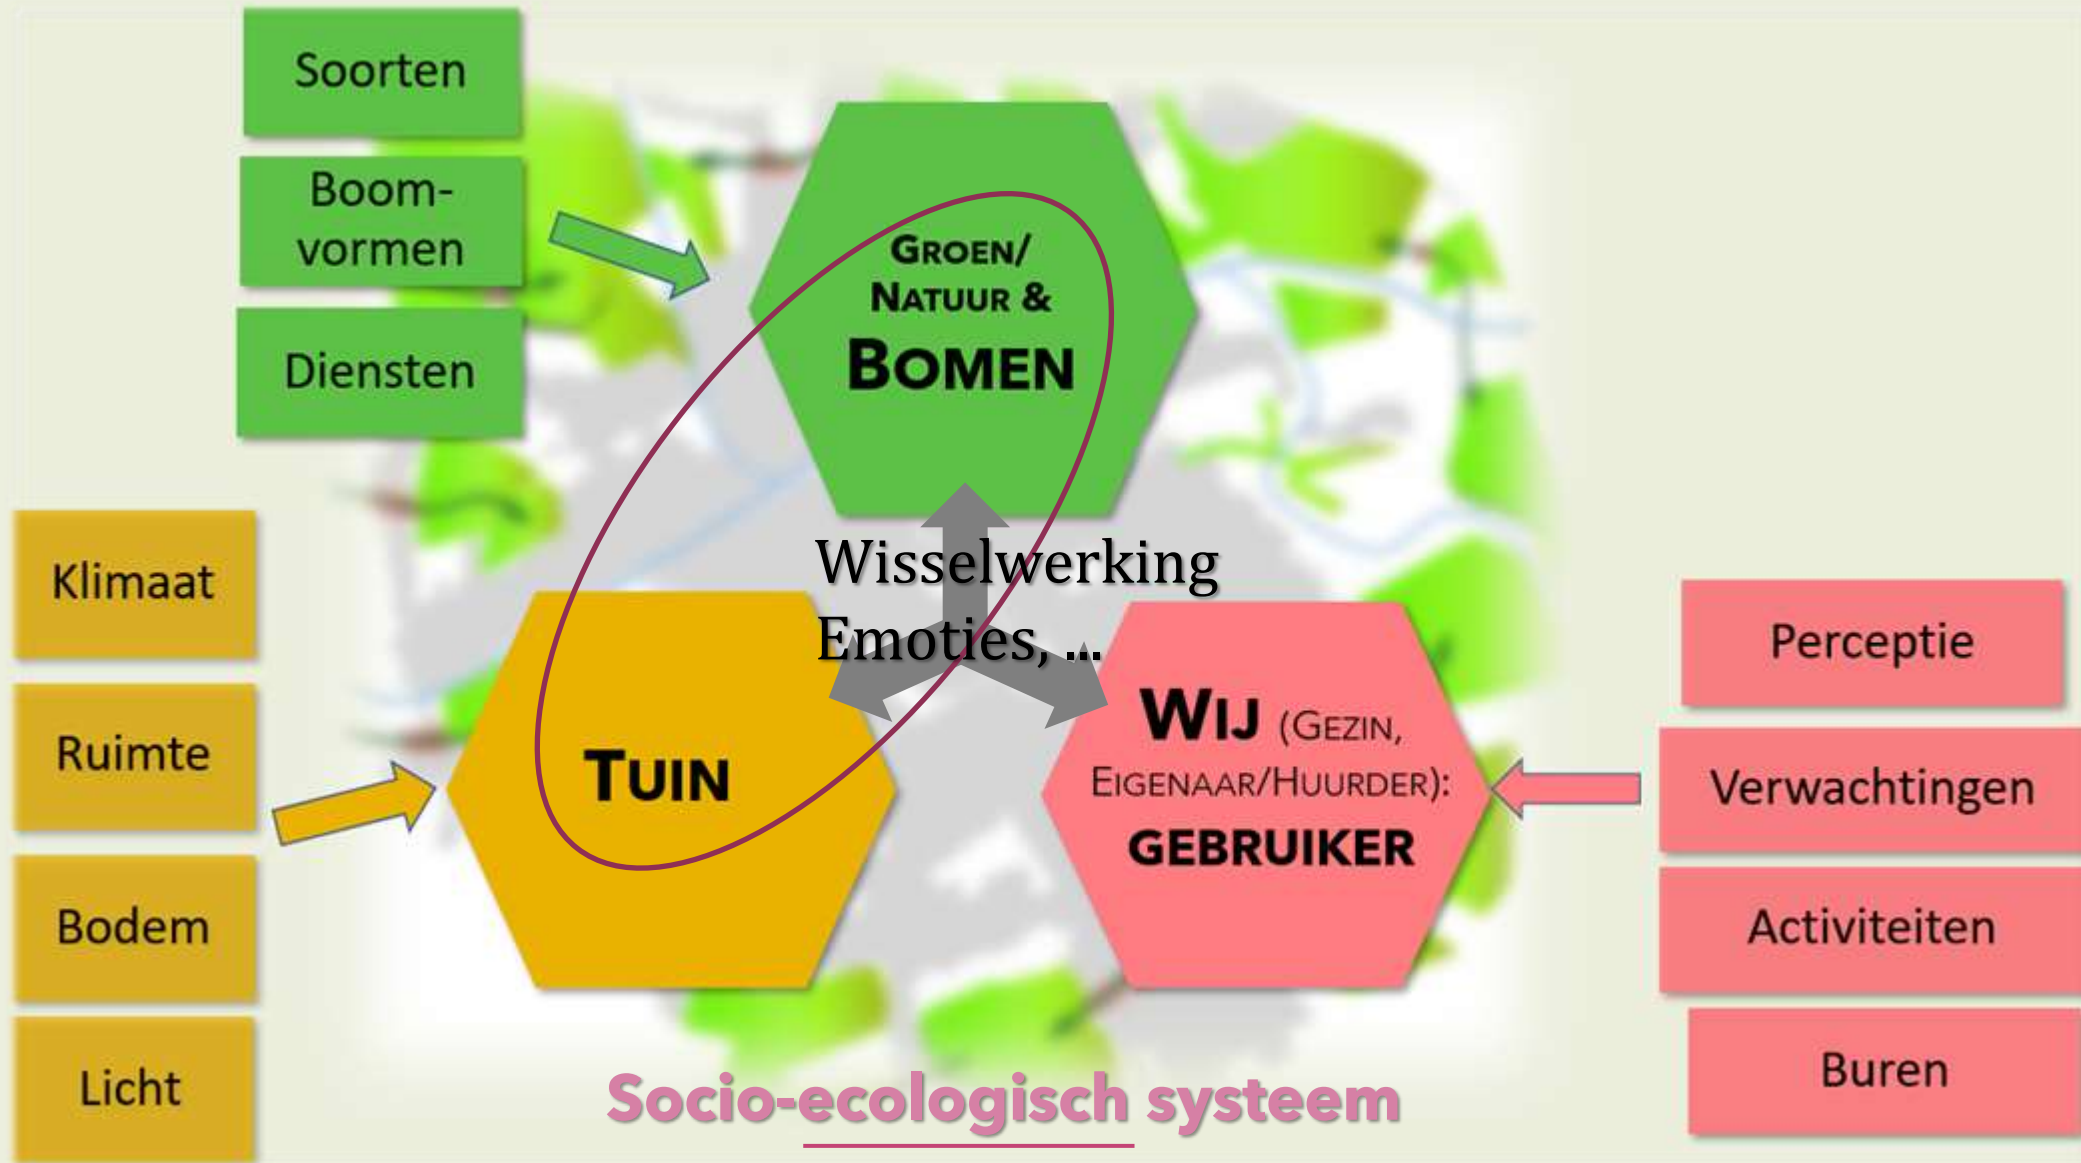 Soorten
Boom-
vormen
Diensten
GROEN/
NATUUR &
BOMEN
Wisselwerking
Emoties, ...
Klimaat
Ruimte
Bodem
Licht
TUIN
WIJ (GEZIN,
EIGENAAR/HUURDER):
GEBRUIKER
Perceptie
Verwachtingen
Activiteiten
Buren
Socio-ecologisch systeem